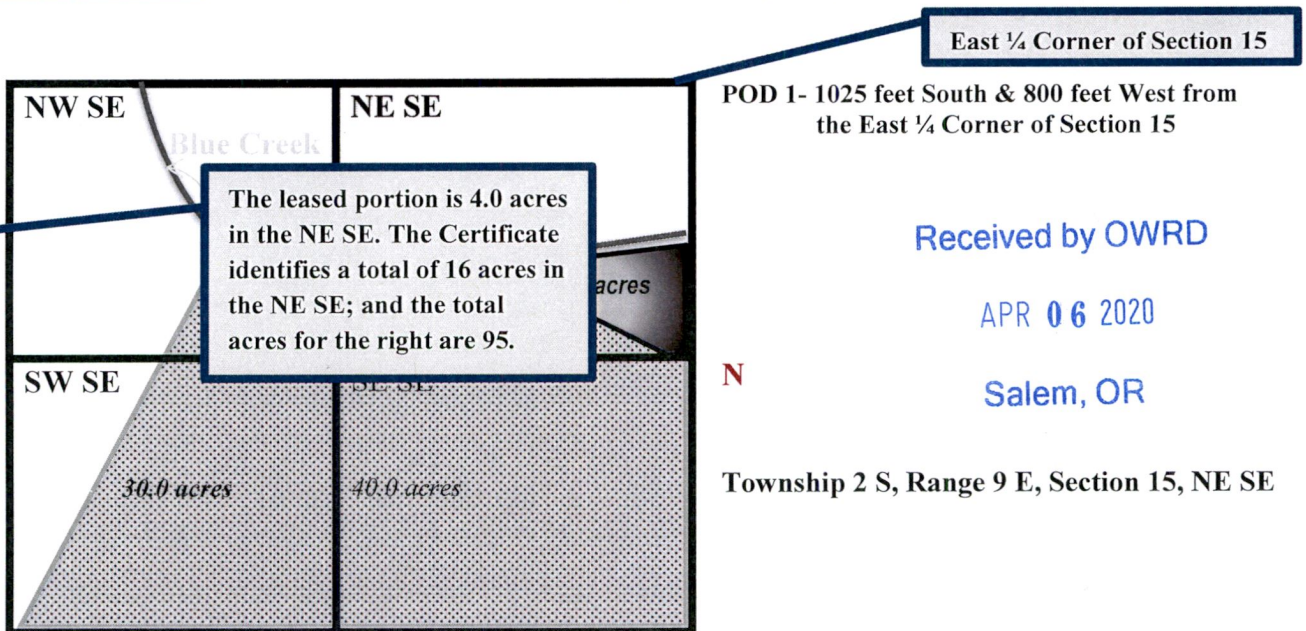 East ¼ Corner of Section 15
NW SE
NE SE
POD 1- 1025 feet South & 800 feet West from
the East ¼ Corner of Section 15
Blue Creek
The leased portion is 4.0 acres
in the NE SE. The Certificate
identifies a total of 16 acres in
the NE SE; and the total
acres for the right are 95.
acres
Received by OWRD
APR 06 2020
Salem, OR
N
SW SE
SE SE
30.0 acres
40.0 acres
Township 2 S, Range 9 E, Section 15, NE SE